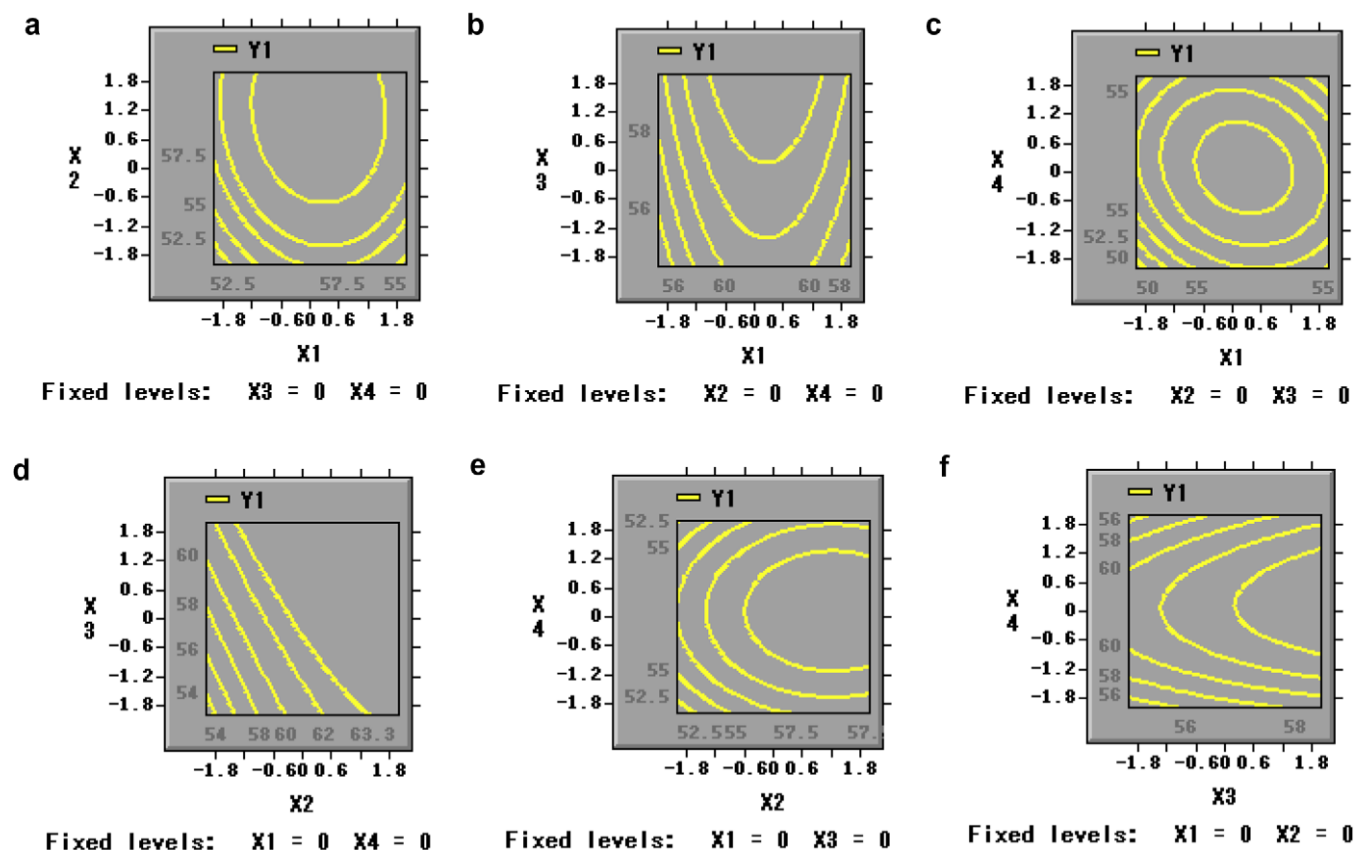 a
Y1
1.8
1.2
X 0.6
2 0
-0.6
-1.2
-1.8
57.5
55
52.5
52.5 57.5 55
-1.8 -0.60 0.6 1.8
X1
Fixed levels: X3 = 0 X4 = 0
b
Y1
1.8
1.2
0.6
X 0
3 -0.6
-1.2
-1.8
58
56
56 60 60 58
-1.8 -0.60 0.6 1.8
X1
Fixed levels: X2 = 0 X4 = 0
c
Y1
1.8
1.2
0.6
X 0
4 -0.6
-1.2
-1.8
55
55
52.5
50
50 55 55
-1.8 -0.60 0.6 1.8
X1
Fixed levels: X2 = 0 X3 = 0
d
Y1
1.8
1.2
0.6
X 0
3 -0.6
-1.2
-1.8
60
58
56
54
54 58 60 62 63.3
-1.8 -0.60 0.6 1.8
X2
Fixed levels: X1 = 0 X4 = 0
e
Y1
1.8
1.2
0.6
X 0
4 -0.6
-1.2
-1.8
52.5
55
55
52.5
52.555 57.5 57.
-1.8 -0.60 0.6 1.8
X2
Fixed levels: X1 = 0 X3 = 0
f
Y1
1.8
1.2
0.6
X 0
4 -0.6
-1.2
-1.8
56
58
60
60
58
56
56 58
-1.8 -0.60 0.6 1.8
X3
Fixed levels: X1 = 0 X2 = 0